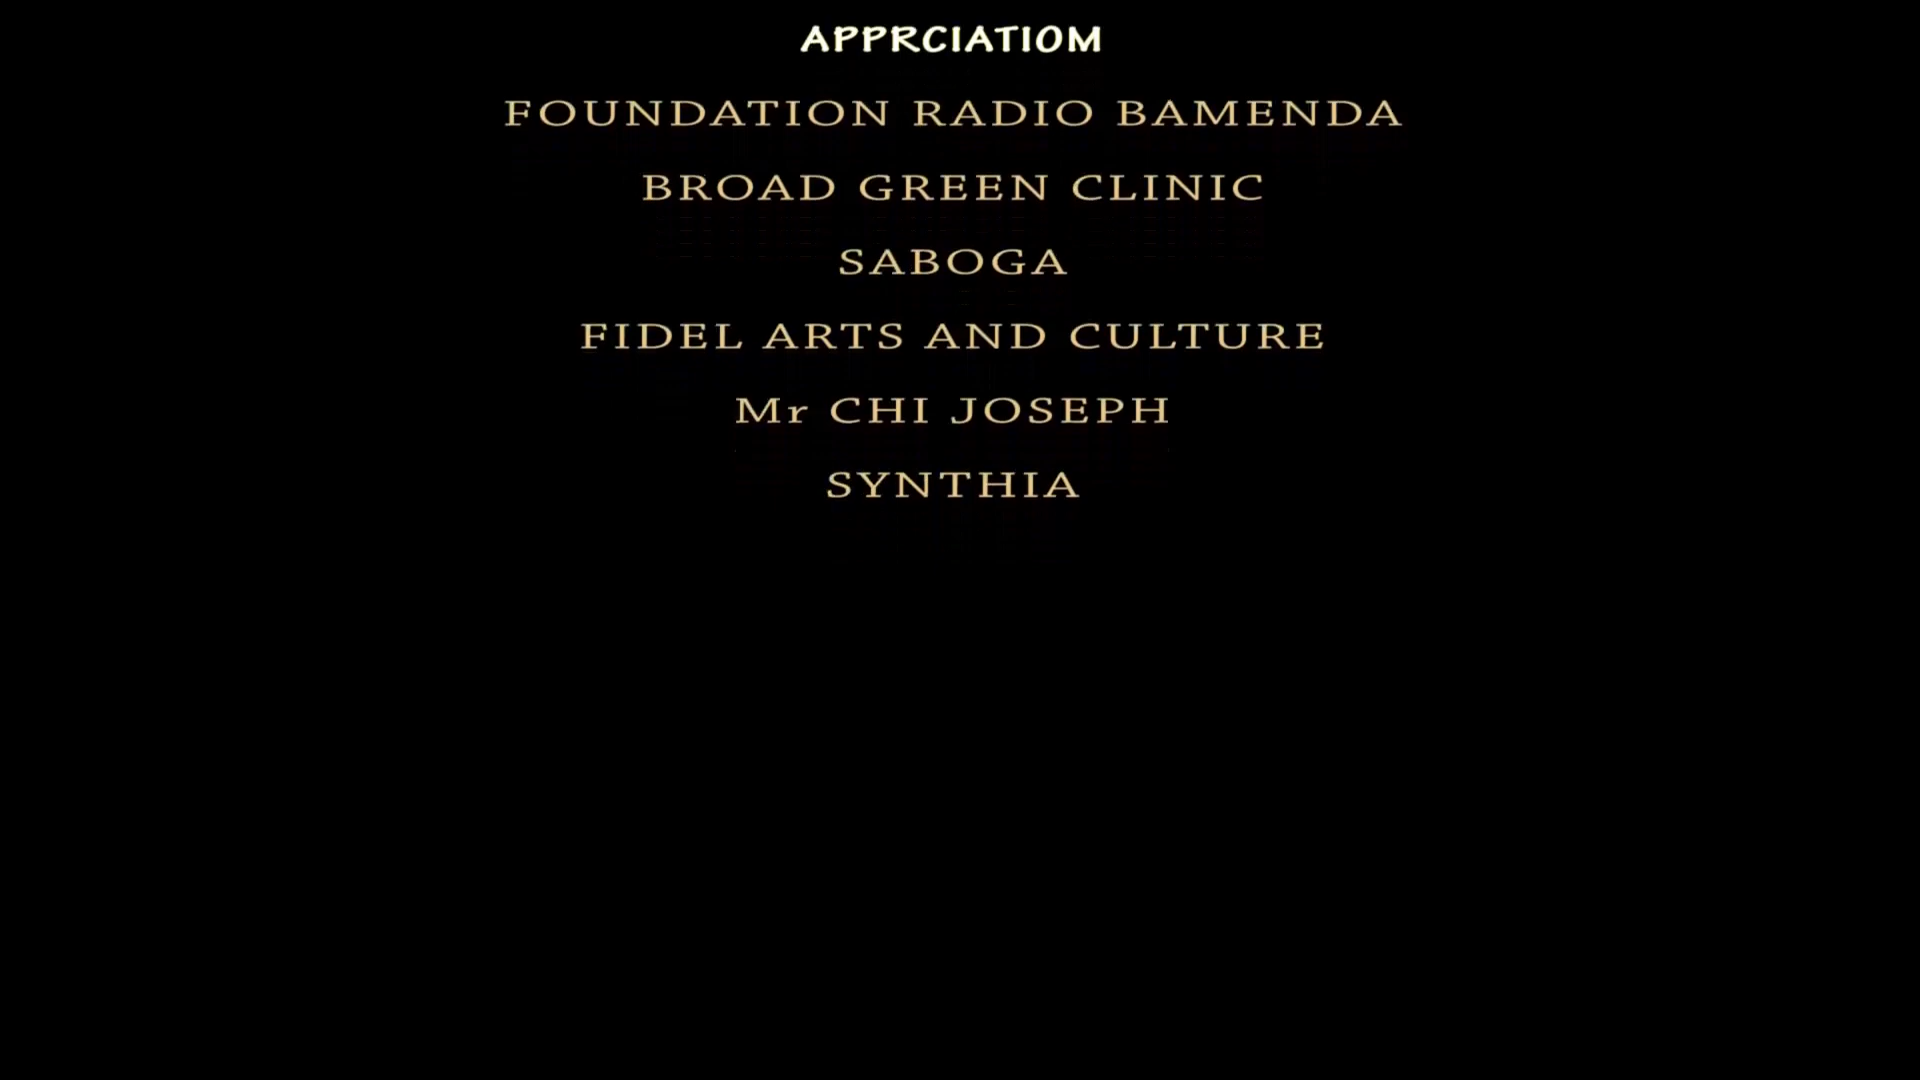 APPRCIATIOM
FOUNDATION RADIO BAMENDA
BROAD GREEN CLINIC
SABOGA
FIDEL ARTS AND CULTURE
Mr CHI JOSEPH
SYNTHIA